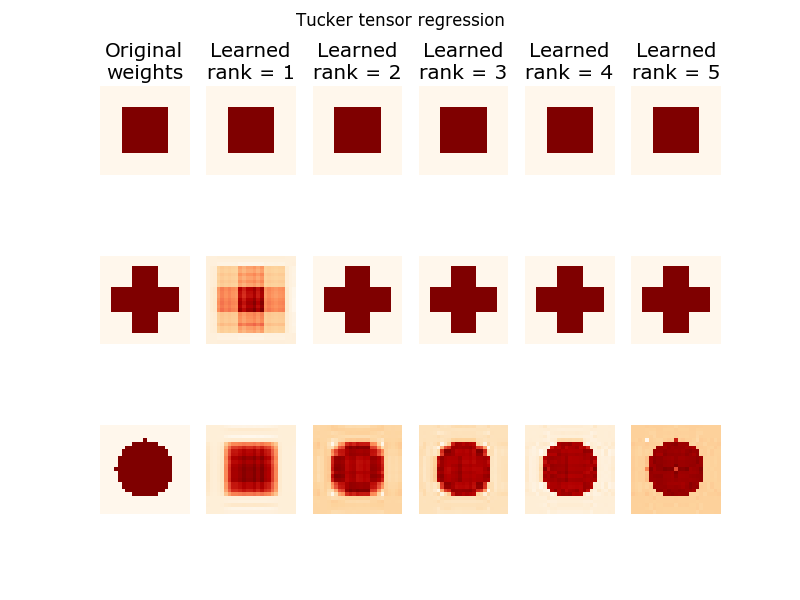 Tucker tensor regression
Original
weights
Learned
rank = 1
Learned
rank = 2
Learned
rank = 3
Learned
rank = 4
Learned
rank = 5